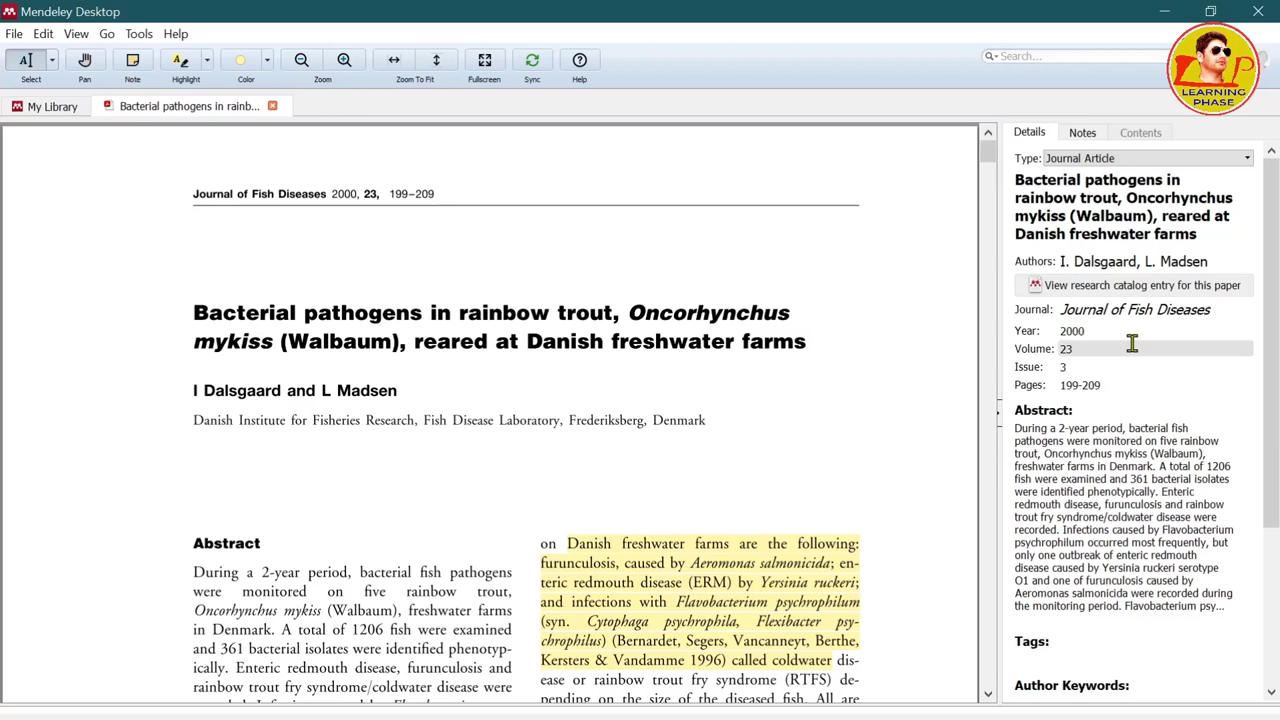 Mendeley Desktop
File Edit View Go Tools Help
Select Pan Note Highlight Color Zoom Zoom To Fit Fullscreen Sync Help
Search...
LP
LEARNING
PHASE
My Library
Bacterial pathogens in rainb...
Journal of Fish Diseases 2000, 23, 199–209
Bacterial pathogens in rainbow trout, Oncorhynchus
mykiss (Walbaum), reared at Danish freshwater farms
I Dalsgaard and L Madsen
Danish Institute for Fisheries Research, Fish Disease Laboratory, Frederiksberg, Denmark
Abstract
During a 2-year period, bacterial fish pathogens
were monitored on five rainbow trout,
Oncorhynchus mykiss (Walbaum), freshwater farms
in Denmark. A total of 1206 fish were examined
and 361 bacterial isolates were identified phenotyp-
ically. Enteric redmouth disease, furunculosis and
rainbow trout fry syndrome/coldwater disease were
on Danish freshwater farms are the following:
furunculosis, caused by Aeromonas salmonicida; en-
teric redmouth disease (ERM) by Yersinia ruckeri;
and infections with Flavobacterium psychrophilum
(syn. Cytophaga psychrophila, Flexibacter psy-
chrophilus) (Bernardet, Segers, Vancanneyt, Berthe,
Kersters & Vandamme 1996) called coldwater dis-
ease or rainbow trout fry syndrome (RTFS) de-
pending on the size of the diseased fish. All are
Details Notes Contents
Type: Journal Article
Bacterial pathogens in
rainbow trout, Oncorhynchus
mykiss (Walbaum), reared at
Danish freshwater farms
Authors: I. Dalsgaard, L. Madsen
View research catalog entry for this paper
Journal: Journal of Fish Diseases
Year: 2000
Volume: 23
Issue: 3
Pages: 199-209
Abstract:
During a 2-year period, bacterial fish
pathogens were monitored on five rainbow
trout, Oncorhynchus mykiss (Walbaum),
freshwater farms in Denmark. A total of 1206
fish were examined and 361 bacterial isolates
were identified phenotypically. Enteric
redmouth disease, furunculosis and rainbow
trout fry syndrome/coldwater disease were
recorded. Infections caused by Flavobacterium
psychrophilum occurred most frequently, but
only one outbreak of enteric redmouth
disease caused by Yersinia ruckeri serotype
O1 and one of furunculosis caused by
Aeromonas salmonicida were recorded during
the monitoring period. Flavobacterium psy...
Tags:
Author Keywords: